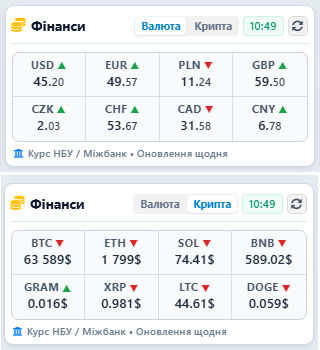 Фінанси Валюта Крипта 10:49
USD EUR PLN GBP
45.20 49.57 11.24 59.50
CZK CHF CAD CNY
2.03 53.67 31.58 6.78
Курс НБУ / Міжбанк • Оновлення щодня
Фінанси Валюта Крипта 10:49
BTC ETH SOL BNB
63 589$ 1 799$ 74.41$ 589.02$
GRAM XRP LTC DOGE
0.016$ 0.981$ 44.61$ 0.059$
Курс НБУ / Міжбанк • Оновлення щодня